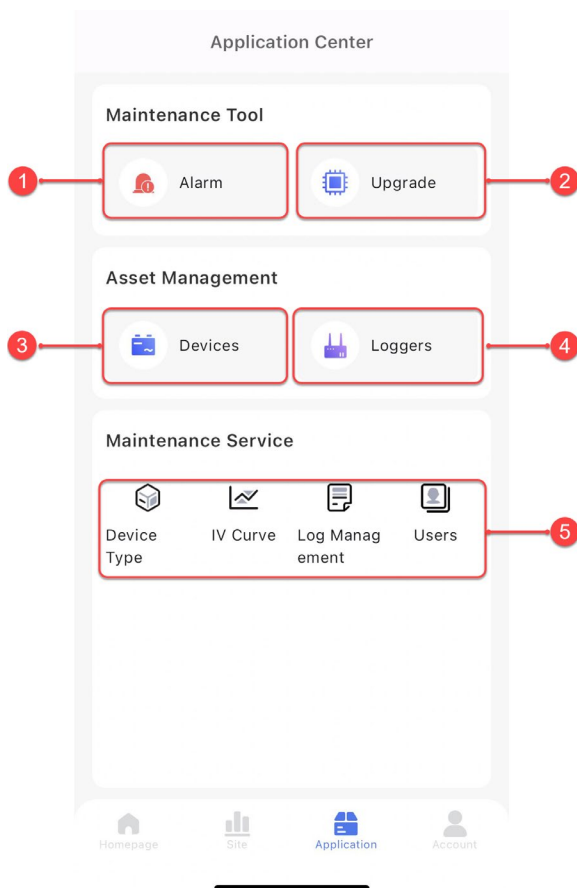 Application Center
Maintenance Tool
1
Alarm
Upgrade
2
Asset Management
3
Devices
Loggers
4
Maintenance Service
Device
Type
IV Curve
Log Manag
ement
Users
5
Homepage
Site
Application
Account